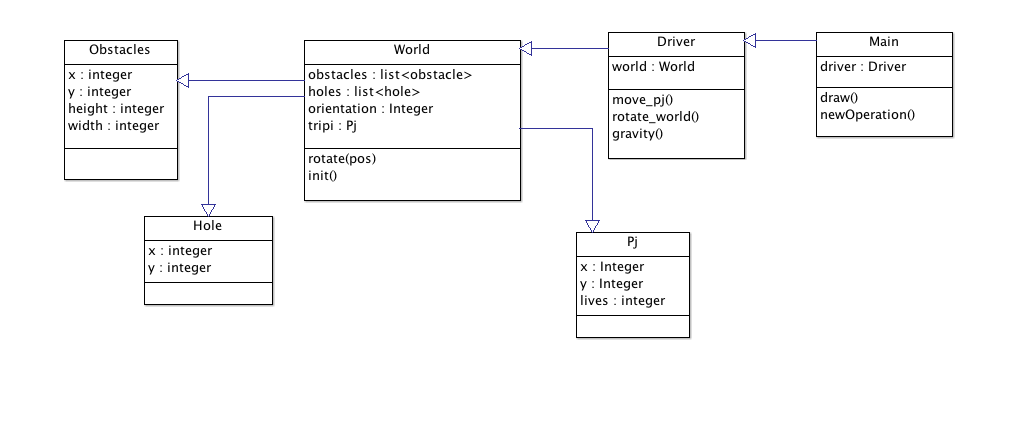 Obstacles
x : integer
y : integer
height : integer
width : integer
World
obstacles : list<obstacle>
holes : list<hole>
orientation : Integer
tripi : Pj
rotate(pos)
init()
Driver
world : World
move_pj()
rotate_world()
gravity()
Main
driver : Driver
draw()
newOperation()
Hole
x : integer
y : integer
Pj
x : Integer
y : Integer
lives : integer